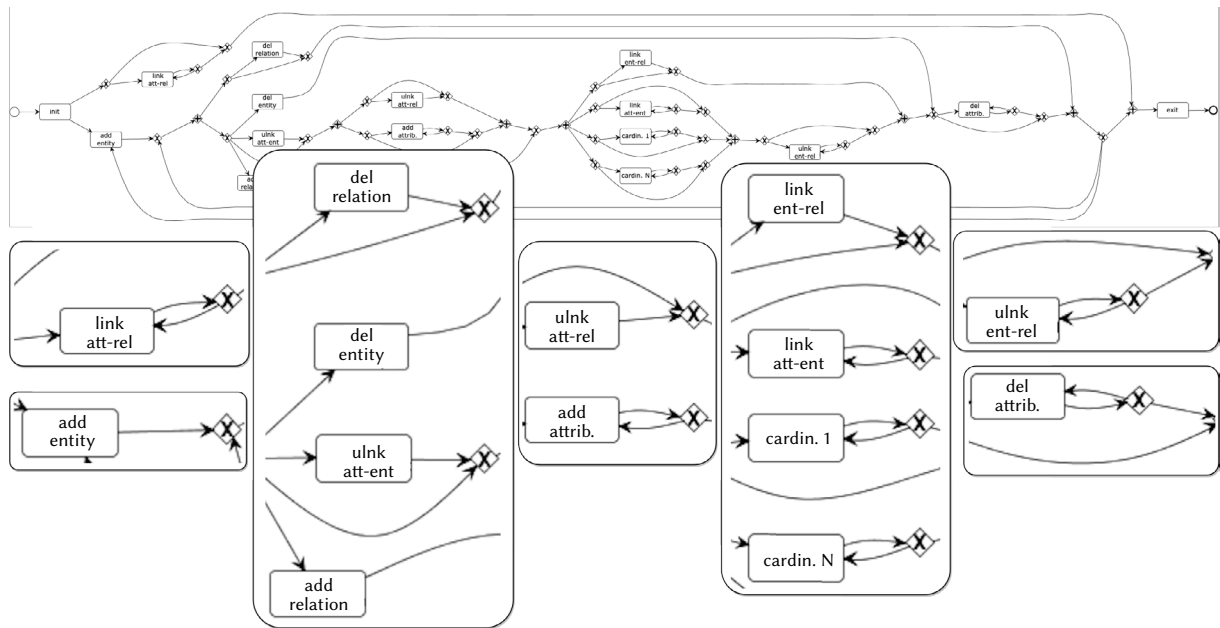 del
relation
link
att-rel
init
add
entity
del
entity
ulnk
att-ent
ulnk
att-rel
add
attrib.
link
ent-rel
link
att-ent
cardin. 1
cardin. N
ulnk
ent-rel
del
attrib.
exit
link
att-rel
add
entity
del
relation
del
entity
ulnk
att-ent
add
relation
ulnk
att-rel
add
attrib.
link
ent-rel
link
att-ent
cardin. 1
cardin. N
ulnk
ent-rel
del
attrib.